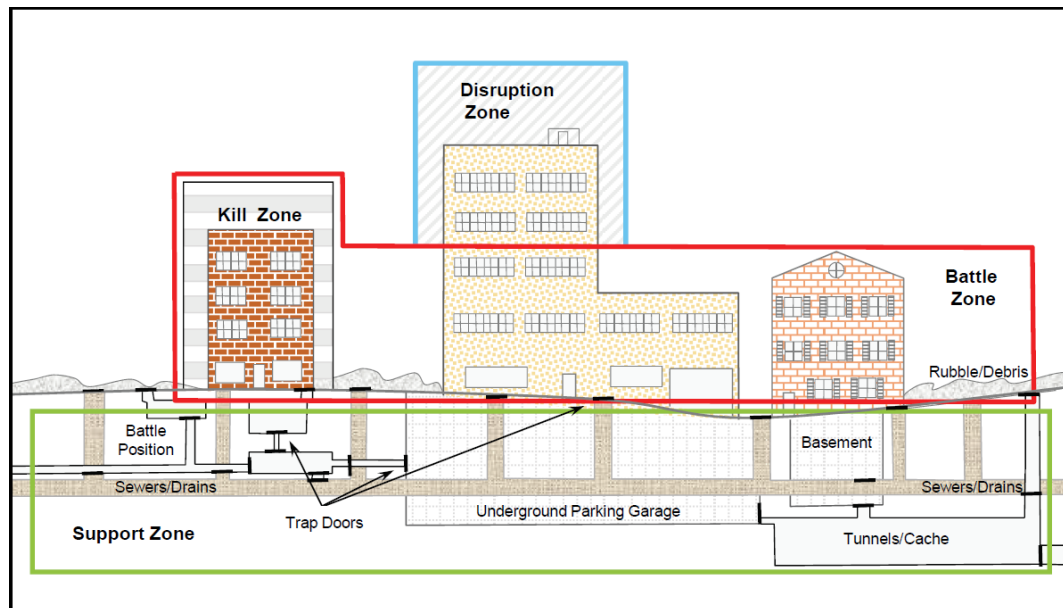 Disruption
Zone
Kill Zone
Battle
Zone
Rubble/Debris
Battle
Position
Basement
Sewers/Drains
Sewers/Drains
Trap Doors
Underground Parking Garage
Support Zone
Tunnels/Cache